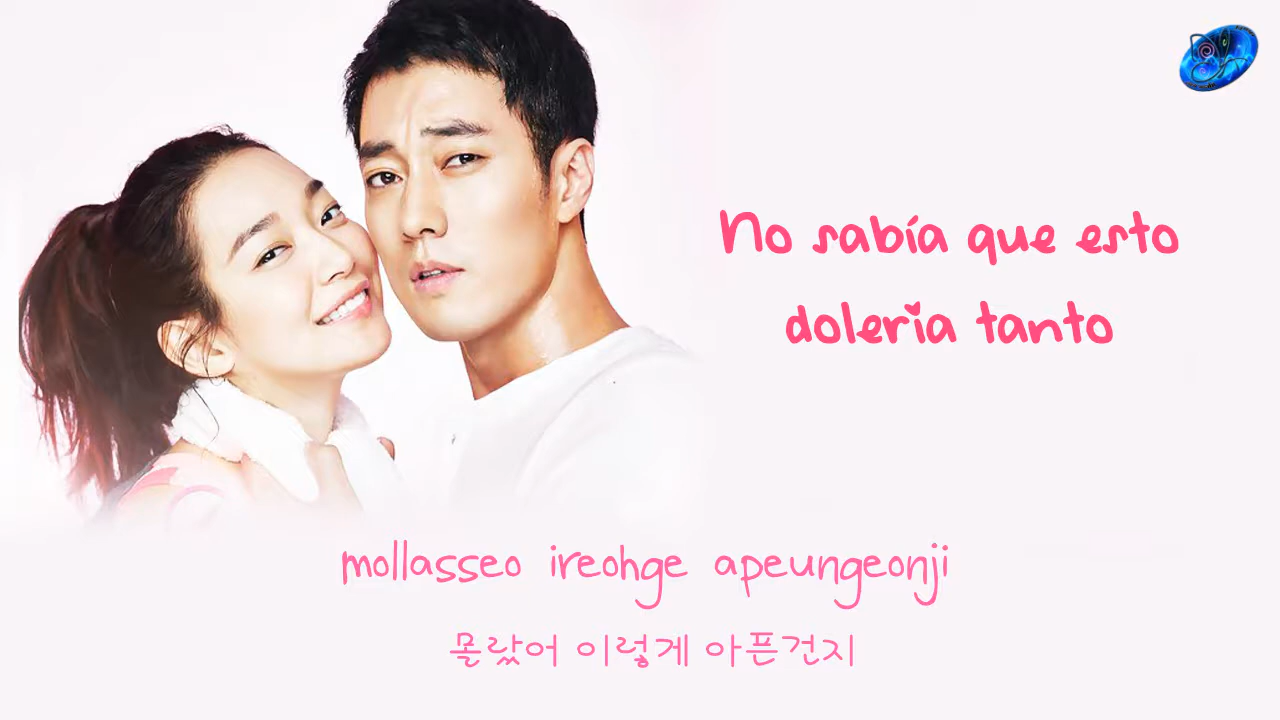 No sabía que esto
dolería tanto
mollasseo ireohge apeungeonji
몰랐어 이렇게 아픈건지